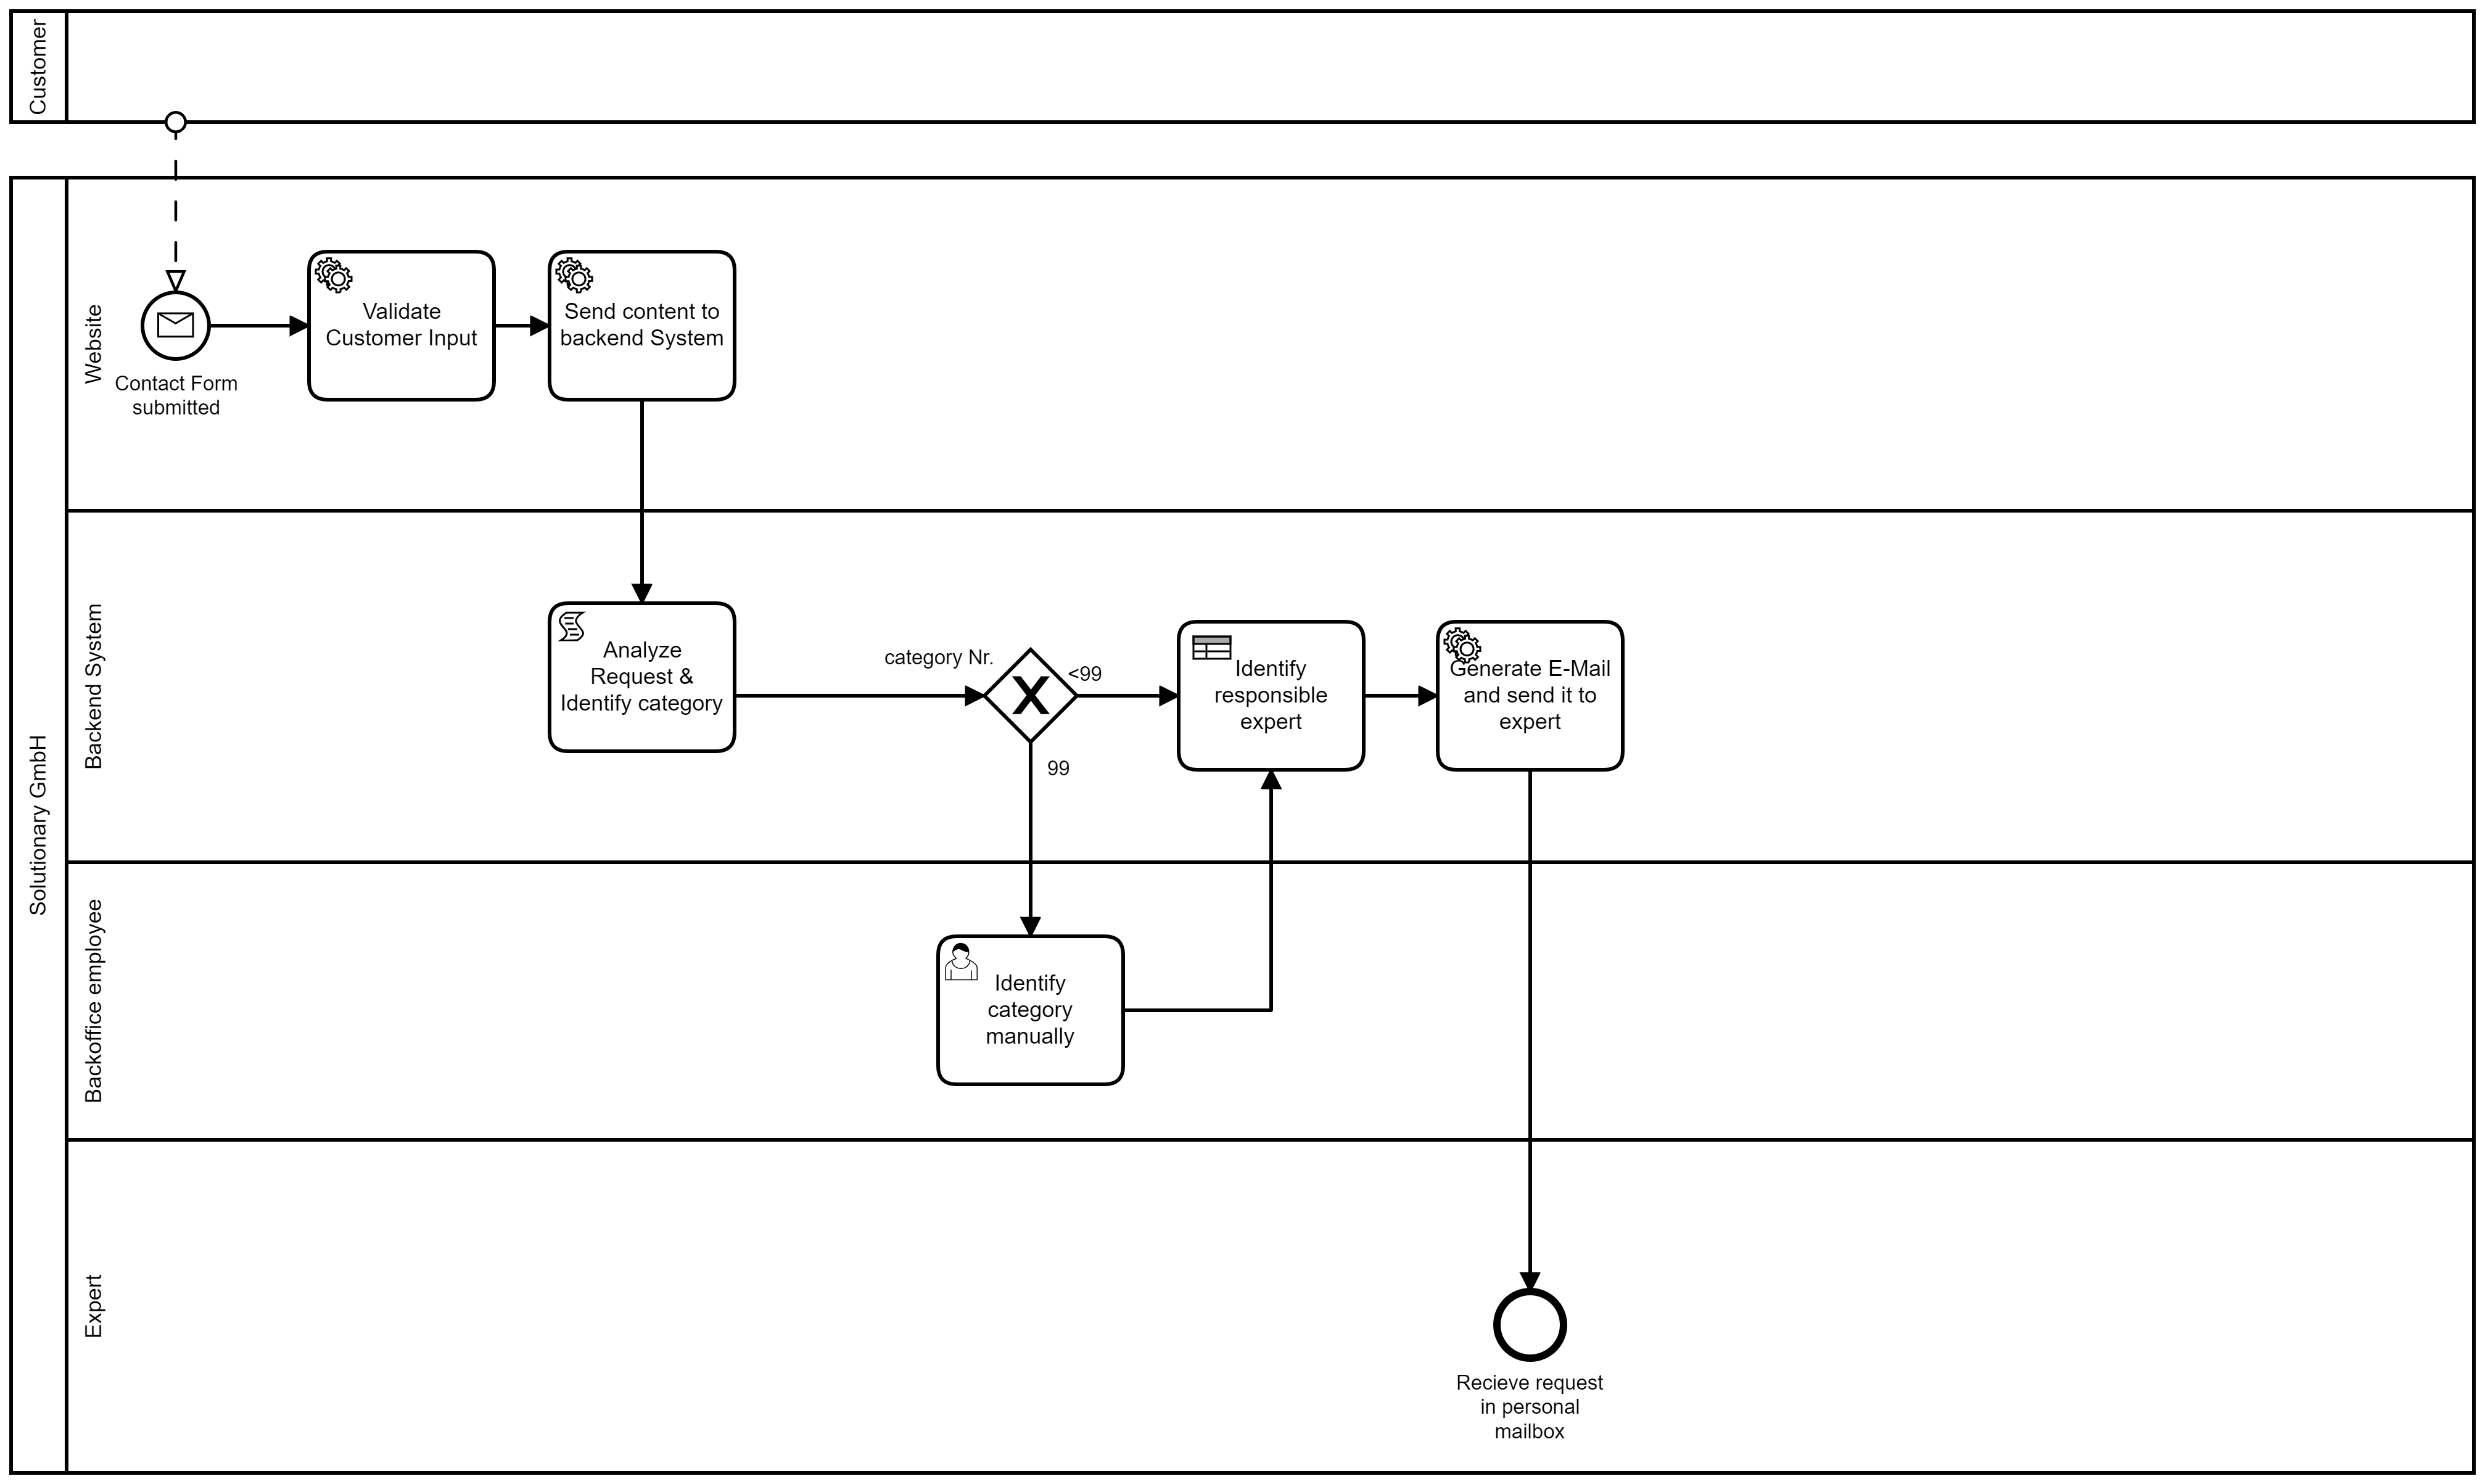 Customer
Solutionary GmbH
Website
Contact Form
submitted
Validate
Customer Input
Send content to
backend System
Backend System
Analyze
Request &
Identify category
category Nr.
<99
99
Identify
responsible
expert
Generate E-Mail
and send it to
expert
Backoffice employee
Identify
category
manually
Expert
Recieve request
in personal
mailbox